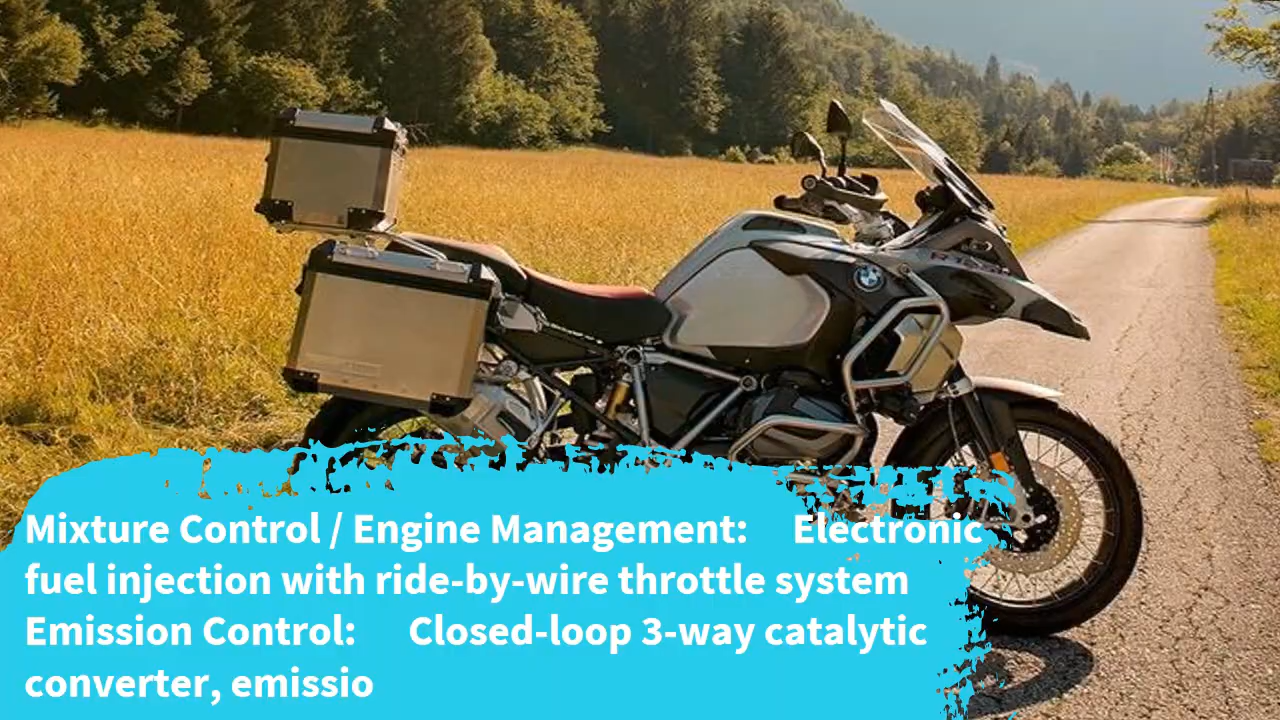 BMW
Mixture Control / Engine Management: Electronic
fuel injection with ride-by-wire throttle system
Emission Control: Closed-loop 3-way catalytic
converter, emissio